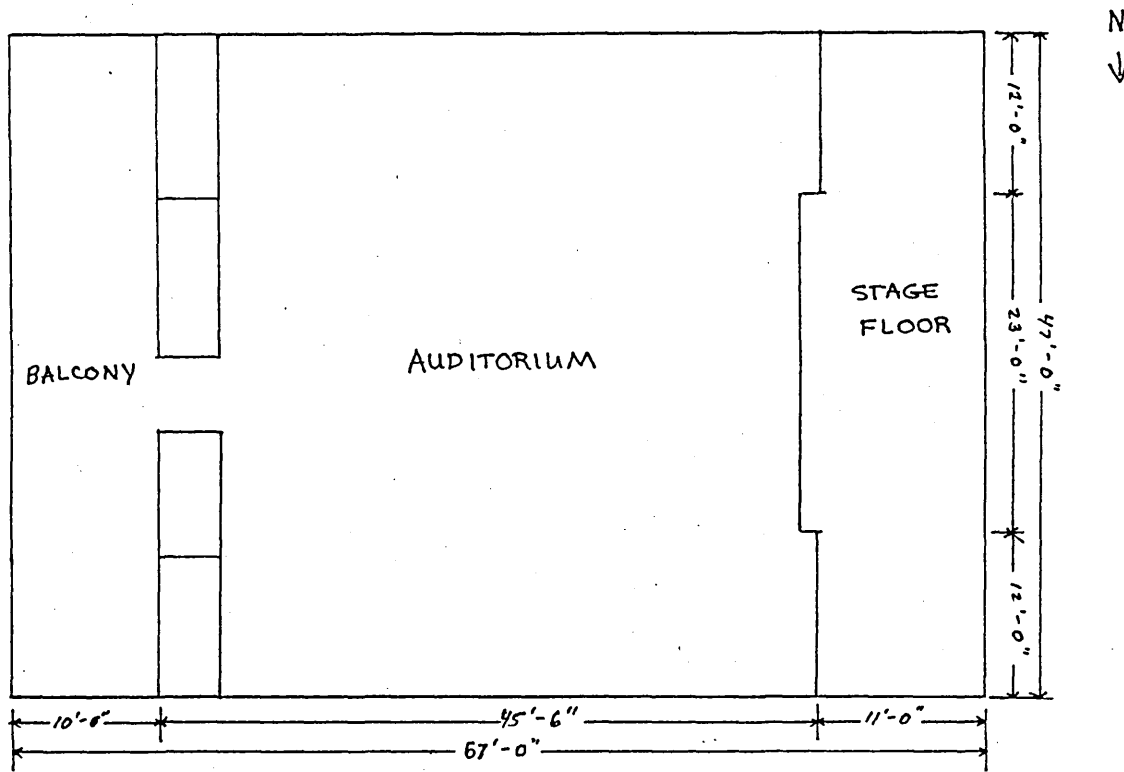 N
12'-0"
STAGE
FLOOR
23'-0"
47'-0"
BALCONY
AUDITORIUM
12'-0"
10'-6"
45'-6"
11'-0"
67'-0"